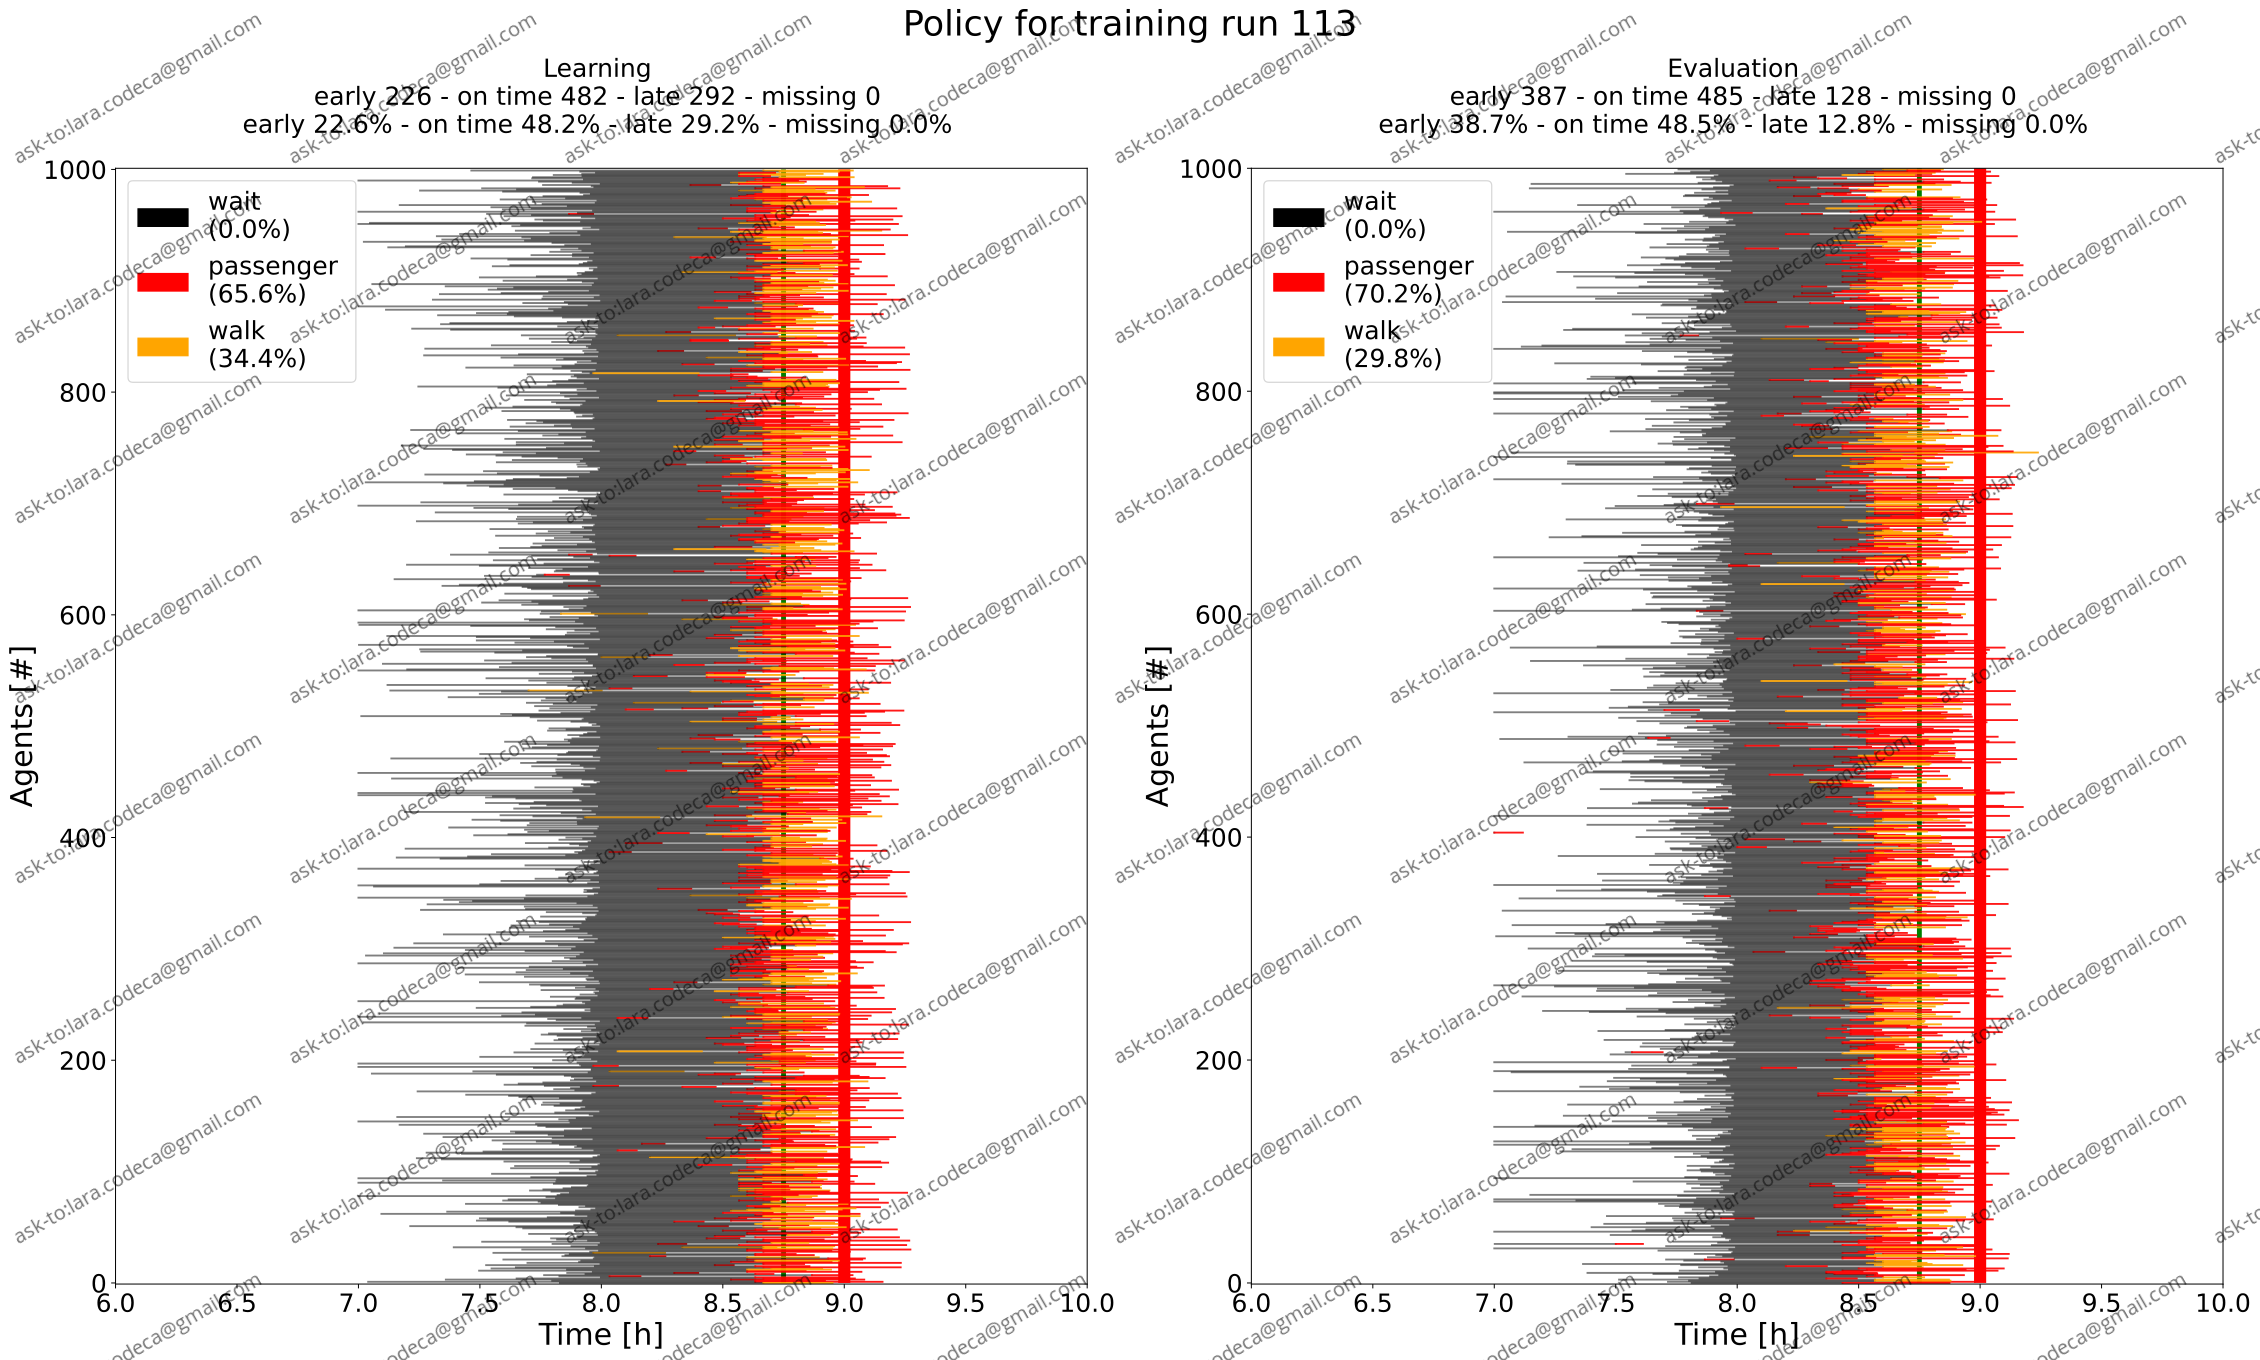 Policy for training run 113
Learning
early 226 - on time 482 - late 292 - missing 0
early 22.6% - on time 48.2% - late 29.2% - missing 0.0%
1000
800
600
400
200
0
Agents [#]
wait
(0.0%)
passenger
(65.6%)
walk
(34.4%)
6.0 6.5 7.0 7.5 8.0 8.5 9.0 9.5 10.0
Time [h]
Evaluation
early 387 - on time 485 - late 128 - missing 0
early 38.7% - on time 48.5% - late 12.8% - missing 0.0%
1000
800
600
400
200
0
Agents [#]
wait
(0.0%)
passenger
(70.2%)
walk
(29.8%)
6.0 6.5 7.0 7.5 8.0 8.5 9.0 9.5 10.0
Time [h]
ask-to:lara.codeca@gmail.com